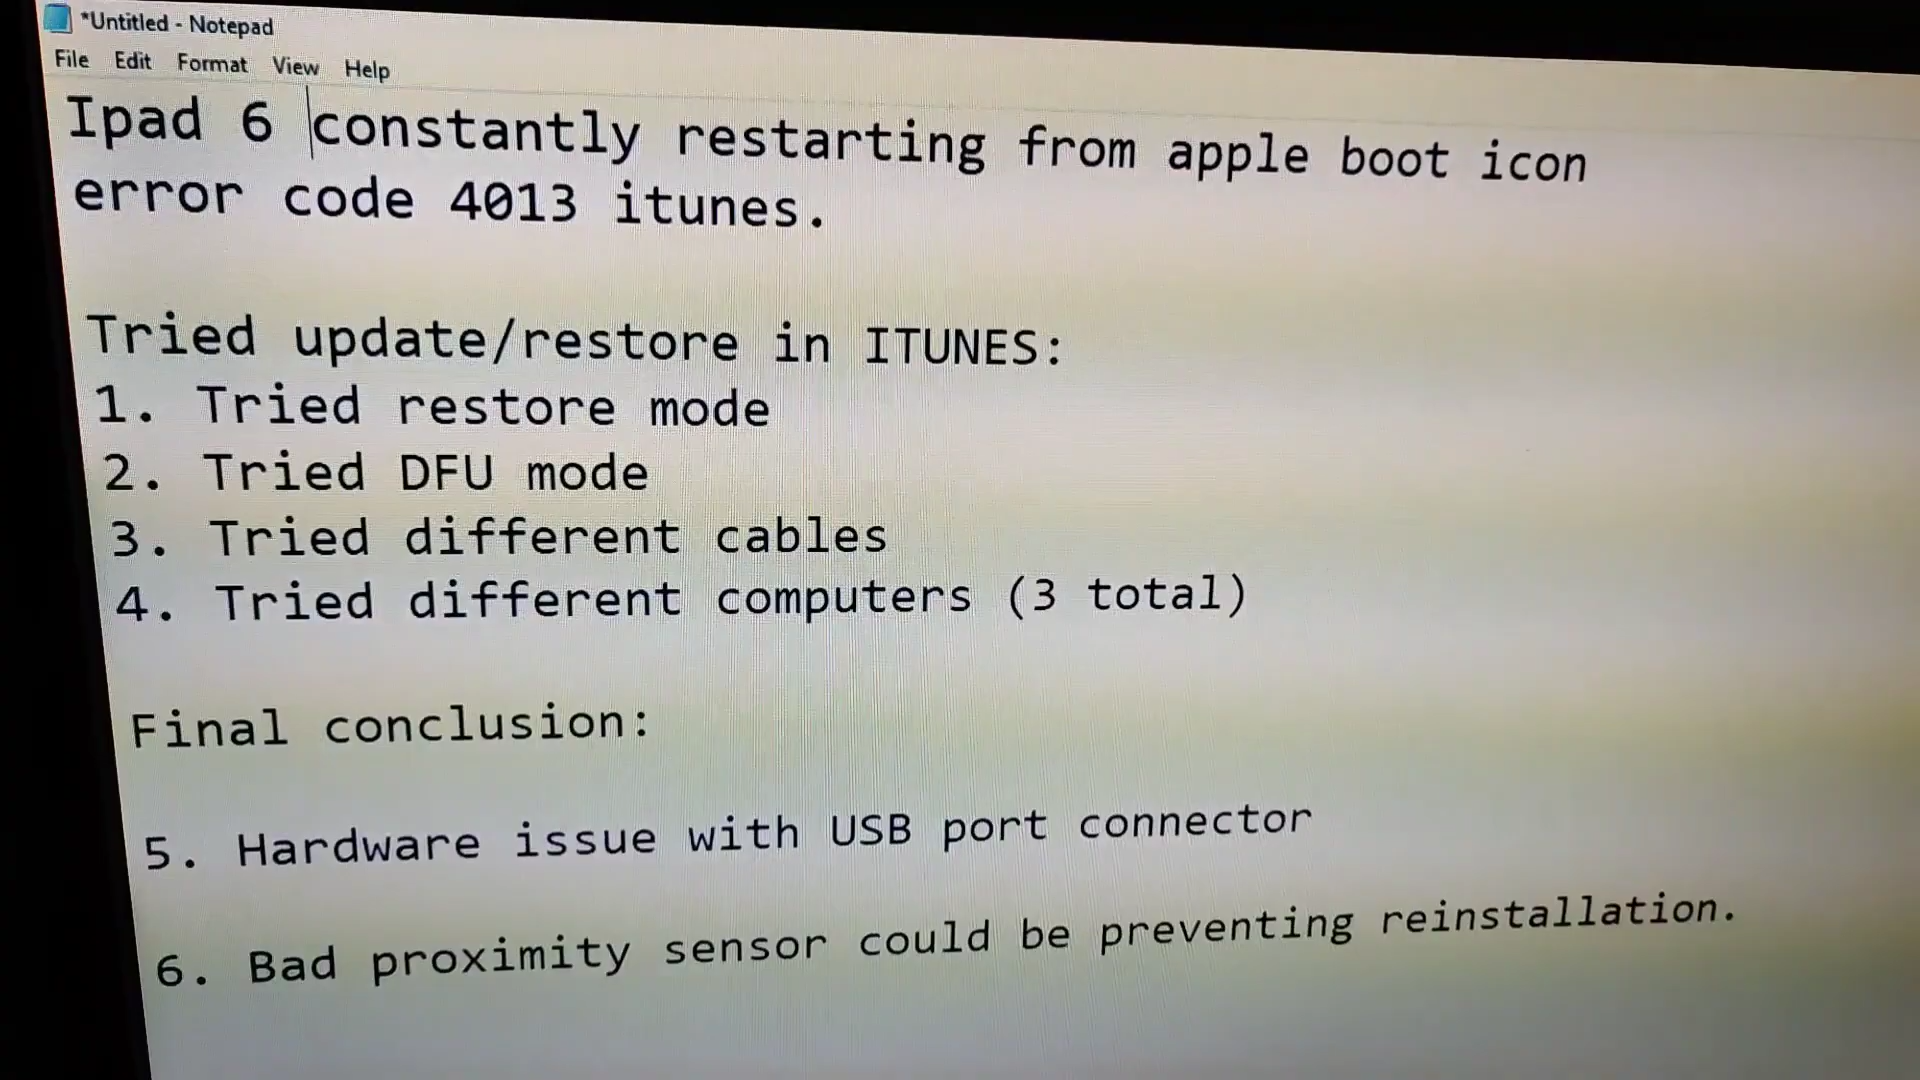 *Untitled - Notepad
File Edit Format View Help
Ipad 6 constantly restarting from apple boot icon
error code 4013 itunes.
Tried update/restore in ITUNES:
1. Tried restore mode
2. Tried DFU mode
3. Tried different cables
4. Tried different computers (3 total)
Final conclusion:
5. Hardware issue with USB port connector
6. Bad proximity sensor could be preventing reinstallation.